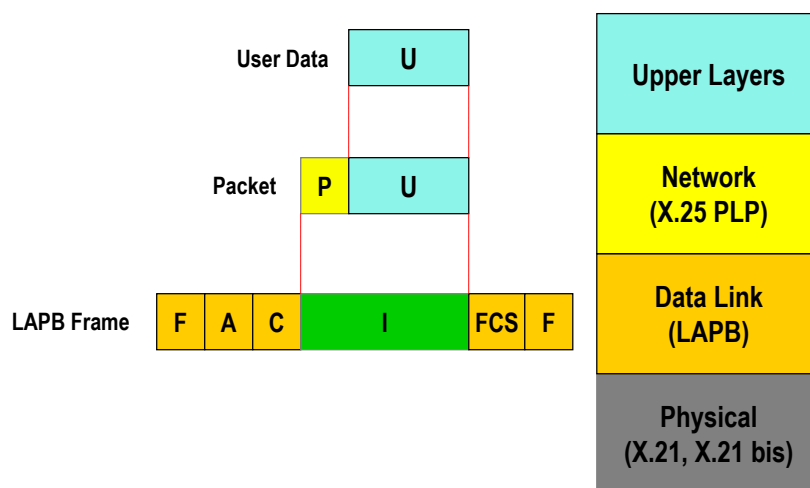 User Data
U
Packet
P
U
LAPB Frame
F
A
C
I
FCS
F
Upper Layers
Network
(X.25 PLP)
Data Link
(LAPB)
Physical
(X.21, X.21 bis)